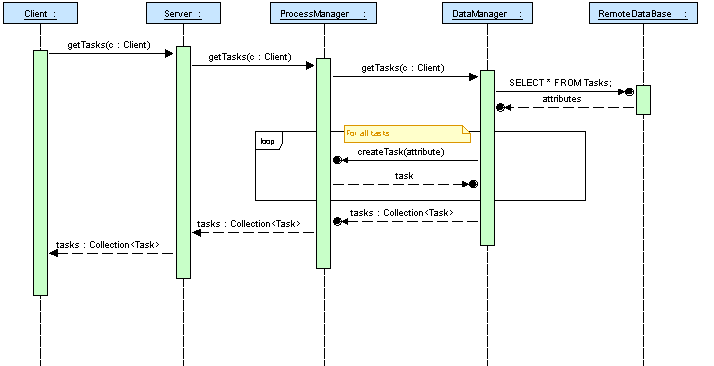 Client :
Server :
ProcessManager :
DataManager :
RemoteDataBase :
getTasks(c : Client)
getTasks(c : Client)
getTasks(c : Client)
SELECT * FROM Tasks;
attributes
For all tasks
loop
createTask(attribute)
task
tasks : Collection<Task>
tasks : Collection<Task>
tasks : Collection<Task>